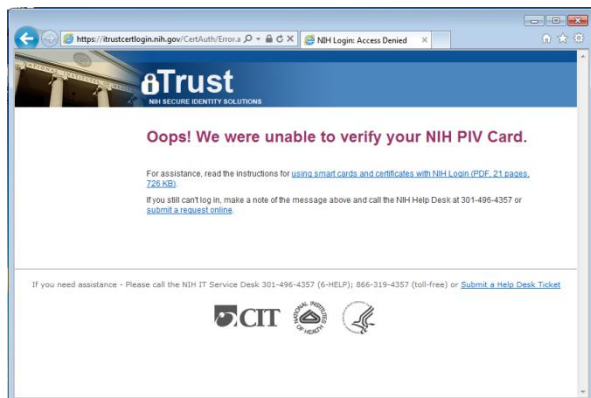 https://itrustcertlogin.nih.gov/CertAuth/Error.a
NIH Login: Access Denied
iTrust
NIH SECURE IDENTITY SOLUTIONS
Oops! We were unable to verify your NIH PIV Card.
For assistance, read the instructions for using smart cards and certificates with NIH Login (PDF, 21 pages,
726 KB).
If you still can't log in, make a note of the message above and call the NIH Help Desk at 301-496-4357 or
submit a request online.
If you need assistance - Please call the NIH IT Service Desk 301-496-4357 (6-HELP); 866-319-4357 (toll-free) or Submit a Help Desk Ticket
CIT
NATIONAL INSTITUTES
OF HEALTH